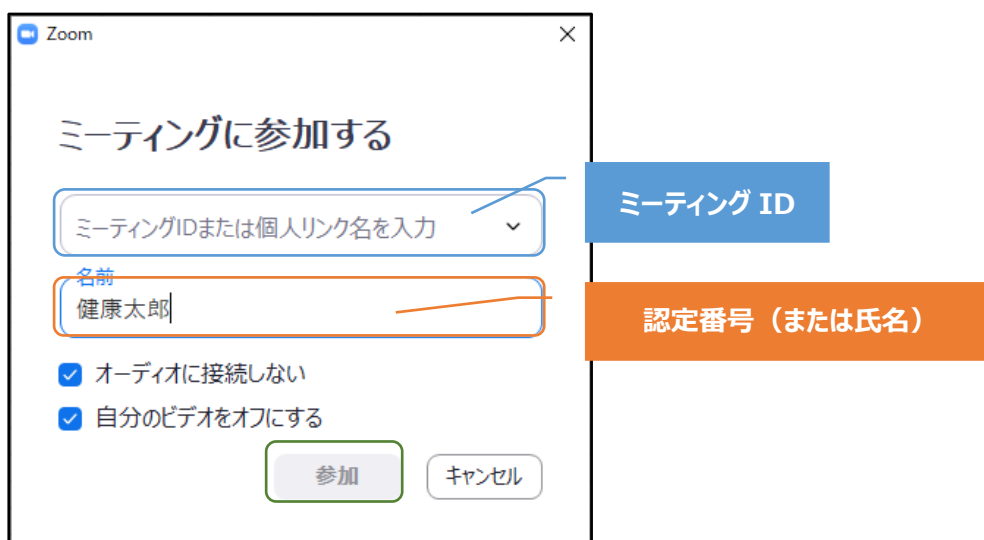 Zoom
ミーティングに参加する
ミーティングIDまたは個人リンク名を入力
ミーティング ID
名前
健康太郎
認定番号（または氏名）
オーディオに接続しない
自分のビデオをオフにする
参加
キャンセル